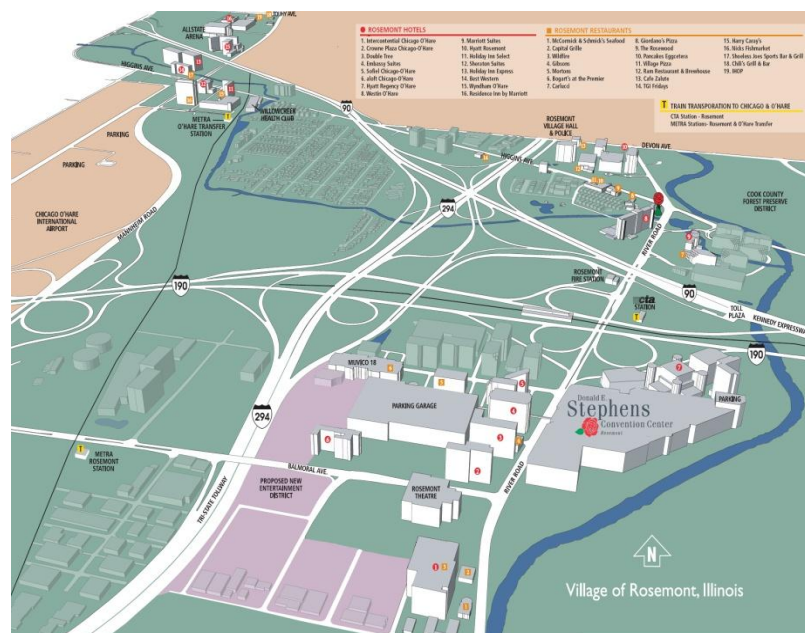 TOUHY AVE.
ALLSTATE
ARENA
HIGGINS AVE.
ROSEMONT HOTELS
1. Intercontintal Chicago O'Hare
2. Crowne Plaza Chicago-O'Hare
3. Double Tree
4. Embassy Suites
5. Sofitel Chicago-O'Hare
6. aloft Chicago-O'Hare
7. Hyatt Regency O'Hare
8. Westin O'Hare
9. Marriott Suites
10. Hyatt Rosemont
11. Holiday Inn Select
12. Sheraton Suites
13. Holiday Inn Express
14. Best Western
15. Wyndham O'Hare
16. Residence Inn by Marriott
ROSEMONT RESTAURANTS
1. McCormick & Schmick's Seafood
2. Capital Grille
3. Wildfire
4. Gibsons
5. Mortons
6. Bogart's at the Premier
7. Carlucci
8. Giordano's Pizza
9. The Rosewood
10. Pancakes Eggcetera
11. Village Pizza
12. Ram Restaurant & Brewhouse
13. Cafe Zalute
14. TGI Fridays
15. Harry Carey's
16. Nicks Fishmarket
17. Shoeless Joes Sports Bar & Grill
18. Chili's Grill & Bar
19. IHOP
T TRAIN TRANSPORATION TO CHICAGO & O'HARE
CTA Station - Rosemont
METRA Stations- Rosemont & O'Hare Transfer
METRA
O'HARE TRANSFER
STATION
WILLOWCREEK
HEALTH CLUB
90
PARKING
PARKING
CHICAGO O'HARE
INTERNATIONAL
AIRPORT
MANNHEIM ROAD
ROSEMONT
VILLAGE HALL
& POLICE
DEVON AVE.
HIGGINS AVE.
294
COOK COUNTY
FOREST PRESERVE
DISTRICT
RIVER ROAD
190
ROSEMONT
FIRE STATION
cta
STATION
T
90
TOLL
PLAZA
KENNEDY EXPRESSWAY
190
MUVICO 18
PARKING GARAGE
PARKING
Donald E.
Stephens
Convention Center
Rosemont
294
T
METRA
ROSEMONT
STATION
TRI-STATE TOLLWAY
BALMORAL AVE.
PROPOSED NEW
ENTERTAINMENT
DISTRICT
ROSEMONT
THEATRE
RIVER ROAD
N
Village of Rosemont, Illinois